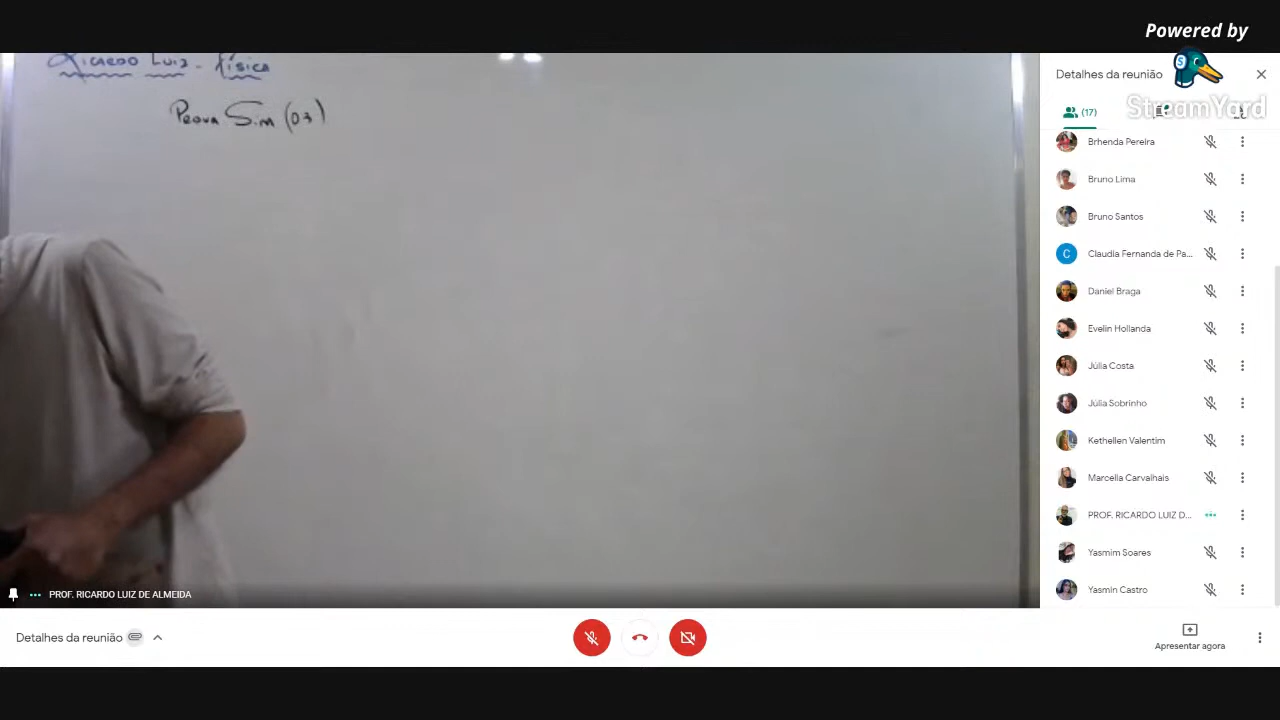 Powered by
StreamYard
Ricardo Luiz - Física
Prova Sim (03)
PROF. RICARDO LUIZ DE ALMEIDA
Detalhes da reunião
(17)
Brhenda Pereira
Bruno Lima
Bruno Santos
C Claudia Fernanda de Pa...
Daniel Braga
Evelin Hollanda
Júlia Costa
Júlia Sobrinho
Kethellen Valentim
Marcella Carvalhais
PROF. RICARDO LUIZ D...
Yasmim Soares
Yasmin Castro
Detalhes da reunião
Apresentar agora